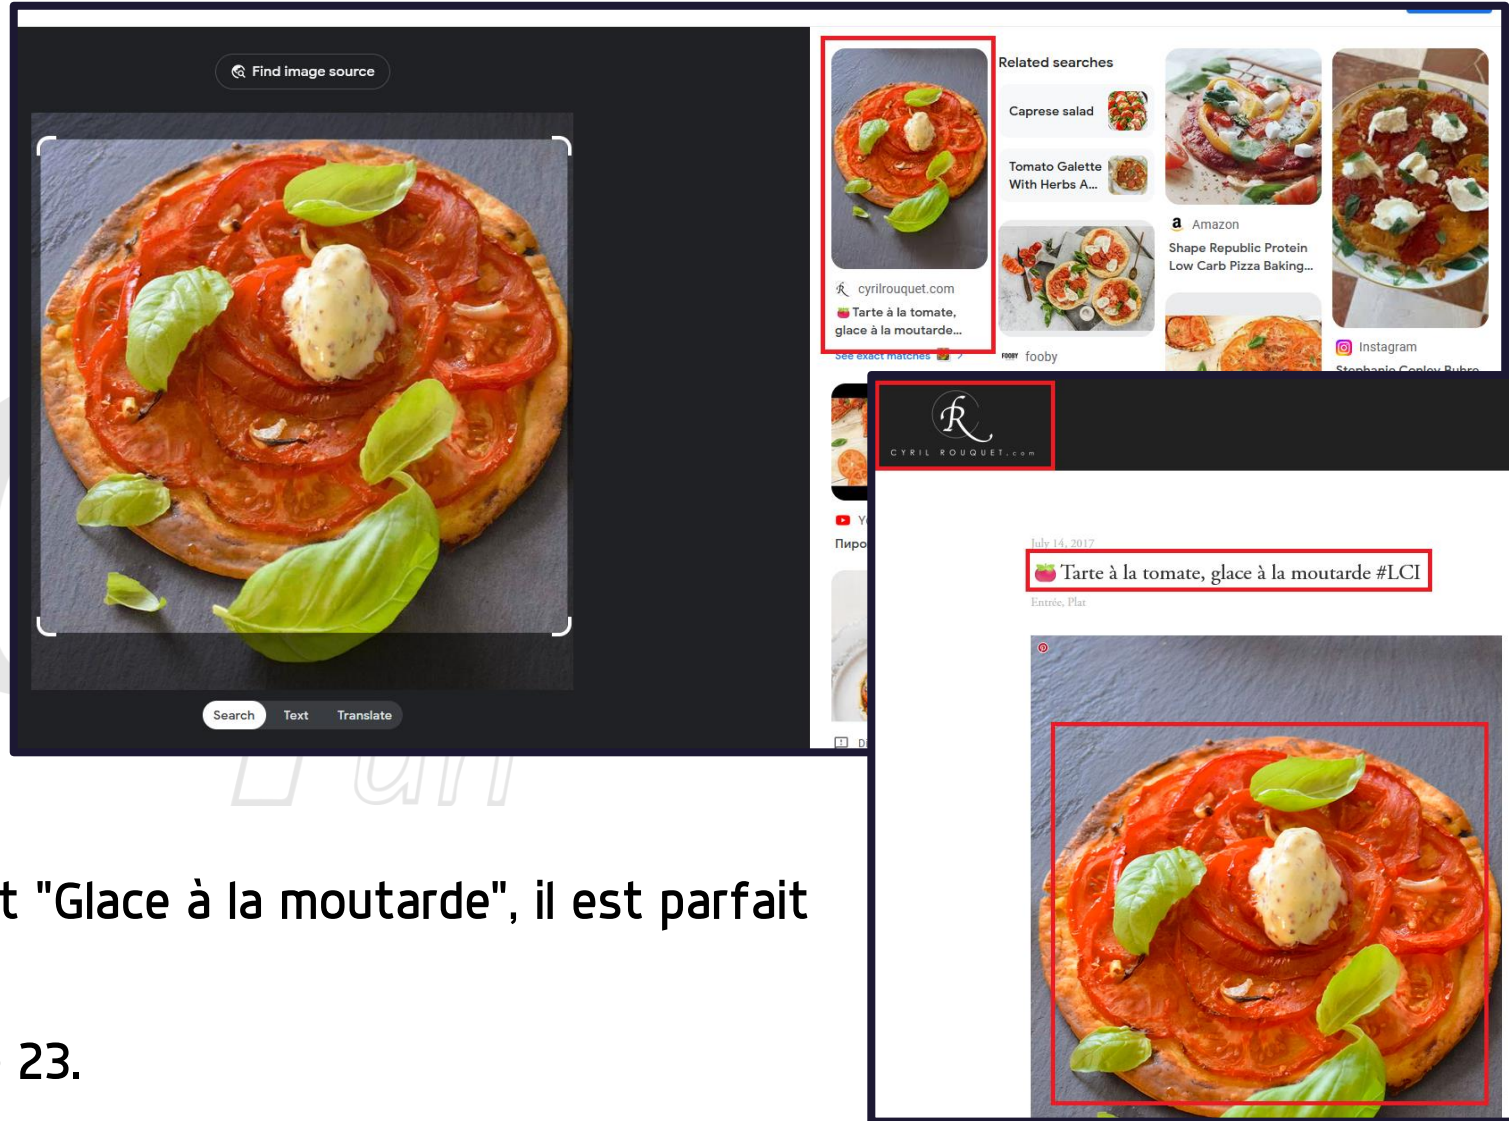 Find image source
Search Text Translate
cyrilrouquet.com
Tarte à la tomate,
glace à la moutarde...
See exact matches
Related searches
Caprese salad
Tomato Galette
With Herbs A...
fooby
a Amazon
Shape Republic Protein
Low Carb Pizza Baking...
Instagram
Stephanie Copley Bubre
CYRIL ROUQUET.com
July 14, 2017
Tarte à la tomate, glace à la moutarde #LCI
Entrée, Plat
t "Glace à la moutarde", il est parfait
23.